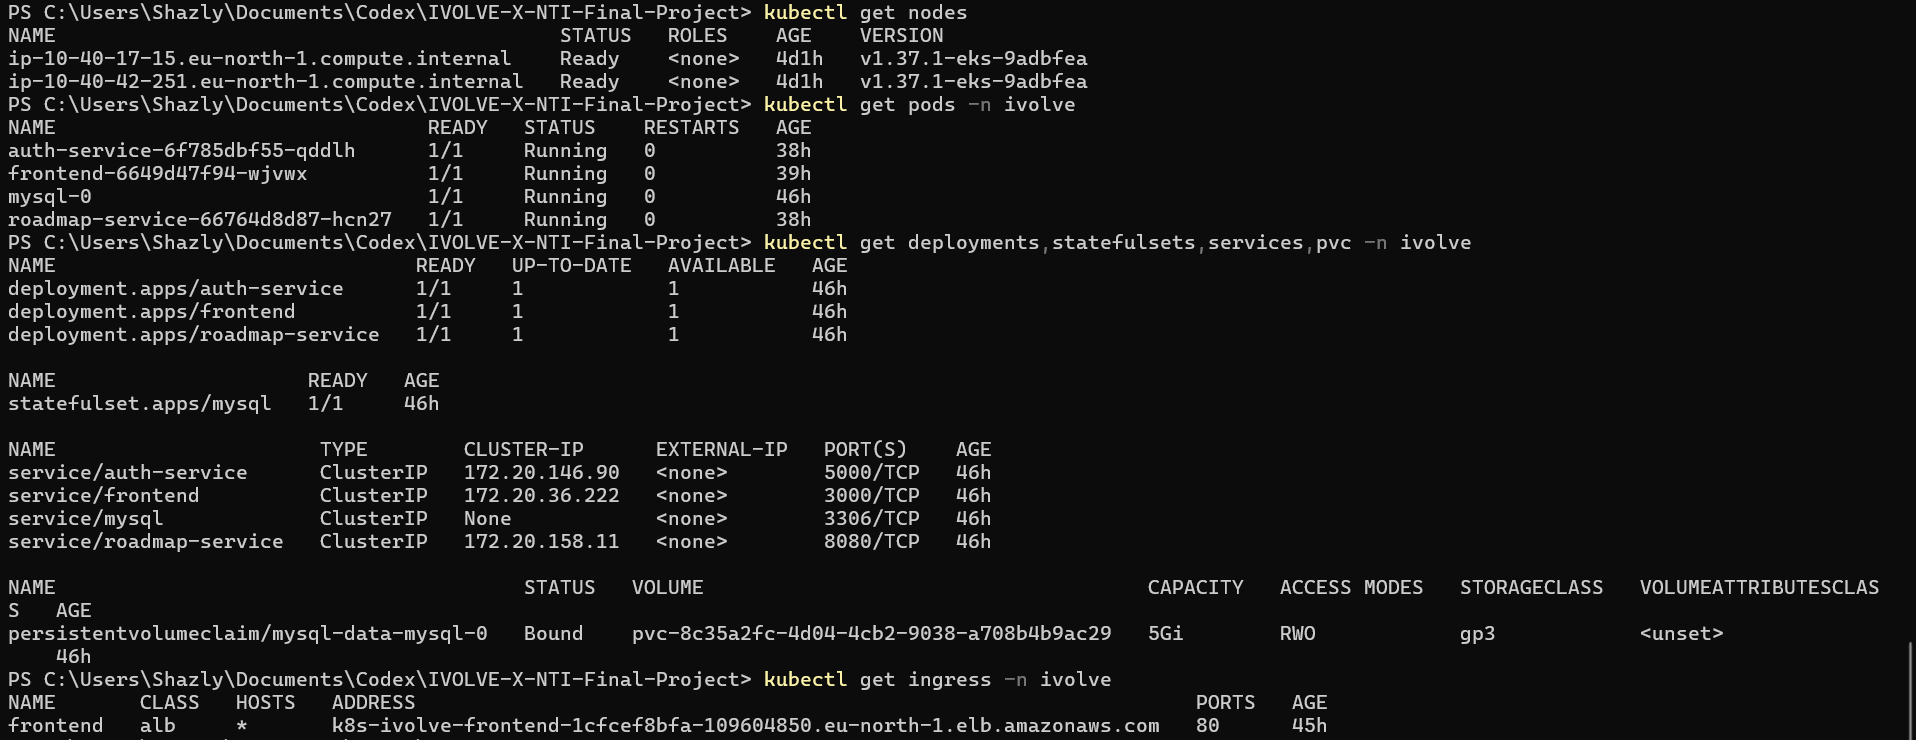 PS C:\Users\Shazly\Documents\Codex\IVOLVE-X-NTI-Final-Project> kubectl get nodes
NAME                                          STATUS   ROLES    AGE    VERSION
ip-10-40-17-15.eu-north-1.compute.internal    Ready    <none>   4d1h   v1.37.1-eks-9adbfea
ip-10-40-42-251.eu-north-1.compute.internal   Ready    <none>   4d1h   v1.37.1-eks-9adbfea
PS C:\Users\Shazly\Documents\Codex\IVOLVE-X-NTI-Final-Project> kubectl get pods -n ivolve
NAME                               READY   STATUS    RESTARTS   AGE
auth-service-6f785dbf55-qddlh      1/1     Running   0          38h
frontend-6649d47f94-wjvwx          1/1     Running   0          39h
mysql-0                            1/1     Running   0          46h
roadmap-service-66764d8d87-hcn27   1/1     Running   0          38h
PS C:\Users\Shazly\Documents\Codex\IVOLVE-X-NTI-Final-Project> kubectl get deployments,statefulsets,services,pvc -n ivolve
NAME                              READY   UP-TO-DATE   AVAILABLE   AGE
deployment.apps/auth-service      1/1     1            1           46h
deployment.apps/frontend          1/1     1            1           46h
deployment.apps/roadmap-service   1/1     1            1           46h
NAME                     READY   AGE
statefulset.apps/mysql   1/1     46h
NAME                      TYPE        CLUSTER-IP       EXTERNAL-IP   PORT(S)    AGE
service/auth-service      ClusterIP   172.20.146.90    <none>        5000/TCP   46h
service/frontend          ClusterIP   172.20.36.222    <none>        3000/TCP   46h
service/mysql             ClusterIP   None             <none>        3306/TCP   46h
service/roadmap-service   ClusterIP   172.20.158.11    <none>        8080/TCP   46h
NAME                                       STATUS   VOLUME                                     CAPACITY   ACCESS MODES   STORAGECLASS   VOLUMEATTRIBUTESCLAS
S   AGE
persistentvolumeclaim/mysql-data-mysql-0   Bound    pvc-8c35a2fc-4d04-4cb2-9038-a708b4b9ac29   5Gi        RWO            gp3            <unset>
    46h
PS C:\Users\Shazly\Documents\Codex\IVOLVE-X-NTI-Final-Project> kubectl get ingress -n ivolve
NAME       CLASS   HOSTS   ADDRESS                                                                 PORTS   AGE
frontend   alb     *       k8s-ivolve-frontend-1cfcef8bfa-109604850.eu-north-1.elb.amazonaws.com   80      45h